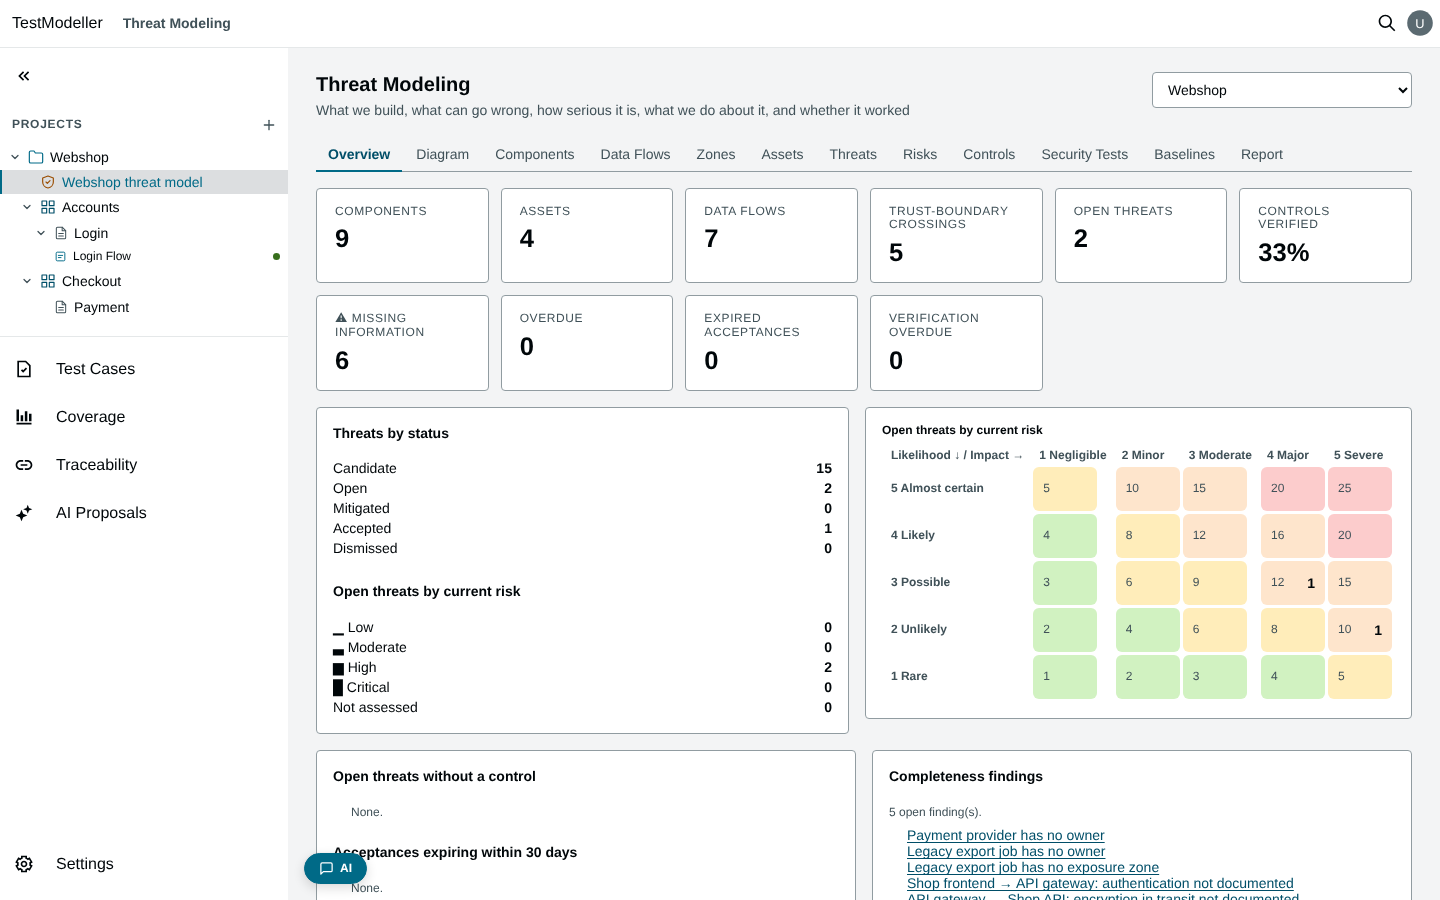 TestModeller Threat Modeling
U
PROJECTS
Webshop
Webshop threat model
Accounts
Login
Login Flow
Checkout
Payment
Test Cases
Coverage
Traceability
AI Proposals
Settings
Threat Modeling
What we build, what can go wrong, how serious it is, what we do about it, and whether it worked
Webshop
Overview Diagram Components Data Flows Zones Assets Threats Risks Controls Security Tests Baselines Report
COMPONENTS
9
ASSETS
4
DATA FLOWS
7
TRUST-BOUNDARY
CROSSINGS
5
OPEN THREATS
2
CONTROLS
VERIFIED
33%
MISSING
INFORMATION
6
OVERDUE
0
EXPIRED
ACCEPTANCES
0
VERIFICATION
OVERDUE
0
Threats by status
Candidate 15
Open 2
Mitigated 0
Accepted 1
Dismissed 0
Open threats by current risk
Low 0
Moderate 0
High 2
Critical 0
Not assessed 0
Open threats by current risk
Likelihood ↓ / Impact → 1 Negligible 2 Minor 3 Moderate 4 Major 5 Severe
5 Almost certain 5 10 15 20 25
4 Likely 4 8 12 16 20
3 Possible 3 6 9 12 1 15
2 Unlikely 2 4 6 8 10 1
1 Rare 1 2 3 4 5
Open threats without a control
None.
Acceptances expiring within 30 days
None.
AI
Completeness findings
5 open finding(s).
Payment provider has no owner
Legacy export job has no owner
Legacy export job has no exposure zone
Shop frontend → API gateway: authentication not documented
API gateway → Shop API: encryption in transit not documented